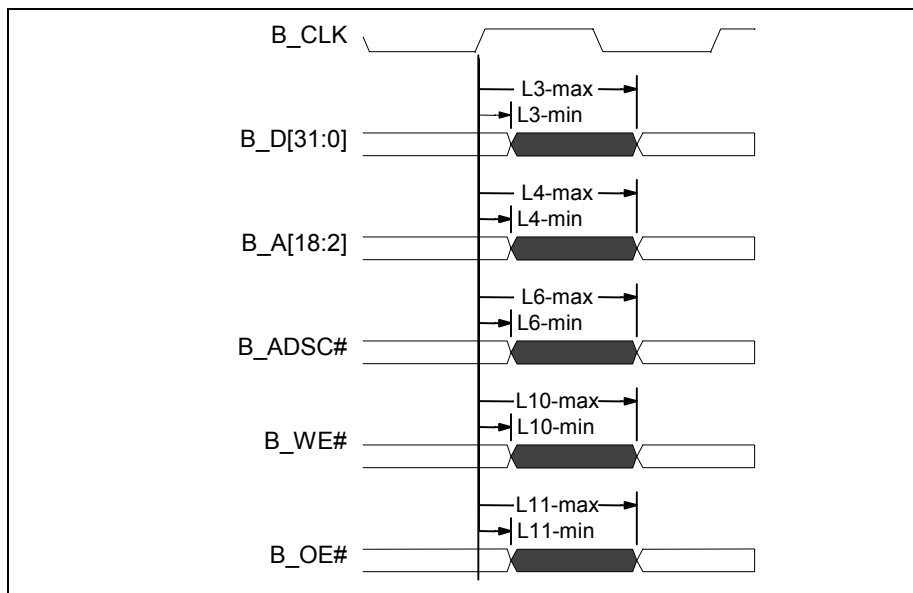 B_CLK
L3-max
L3-min
B_D[31:0]
L4-max
L4-min
B_A[18:2]
L6-max
L6-min
B_ADSC#
L10-max
L10-min
B_WE#
L11-max
L11-min
B_OE#